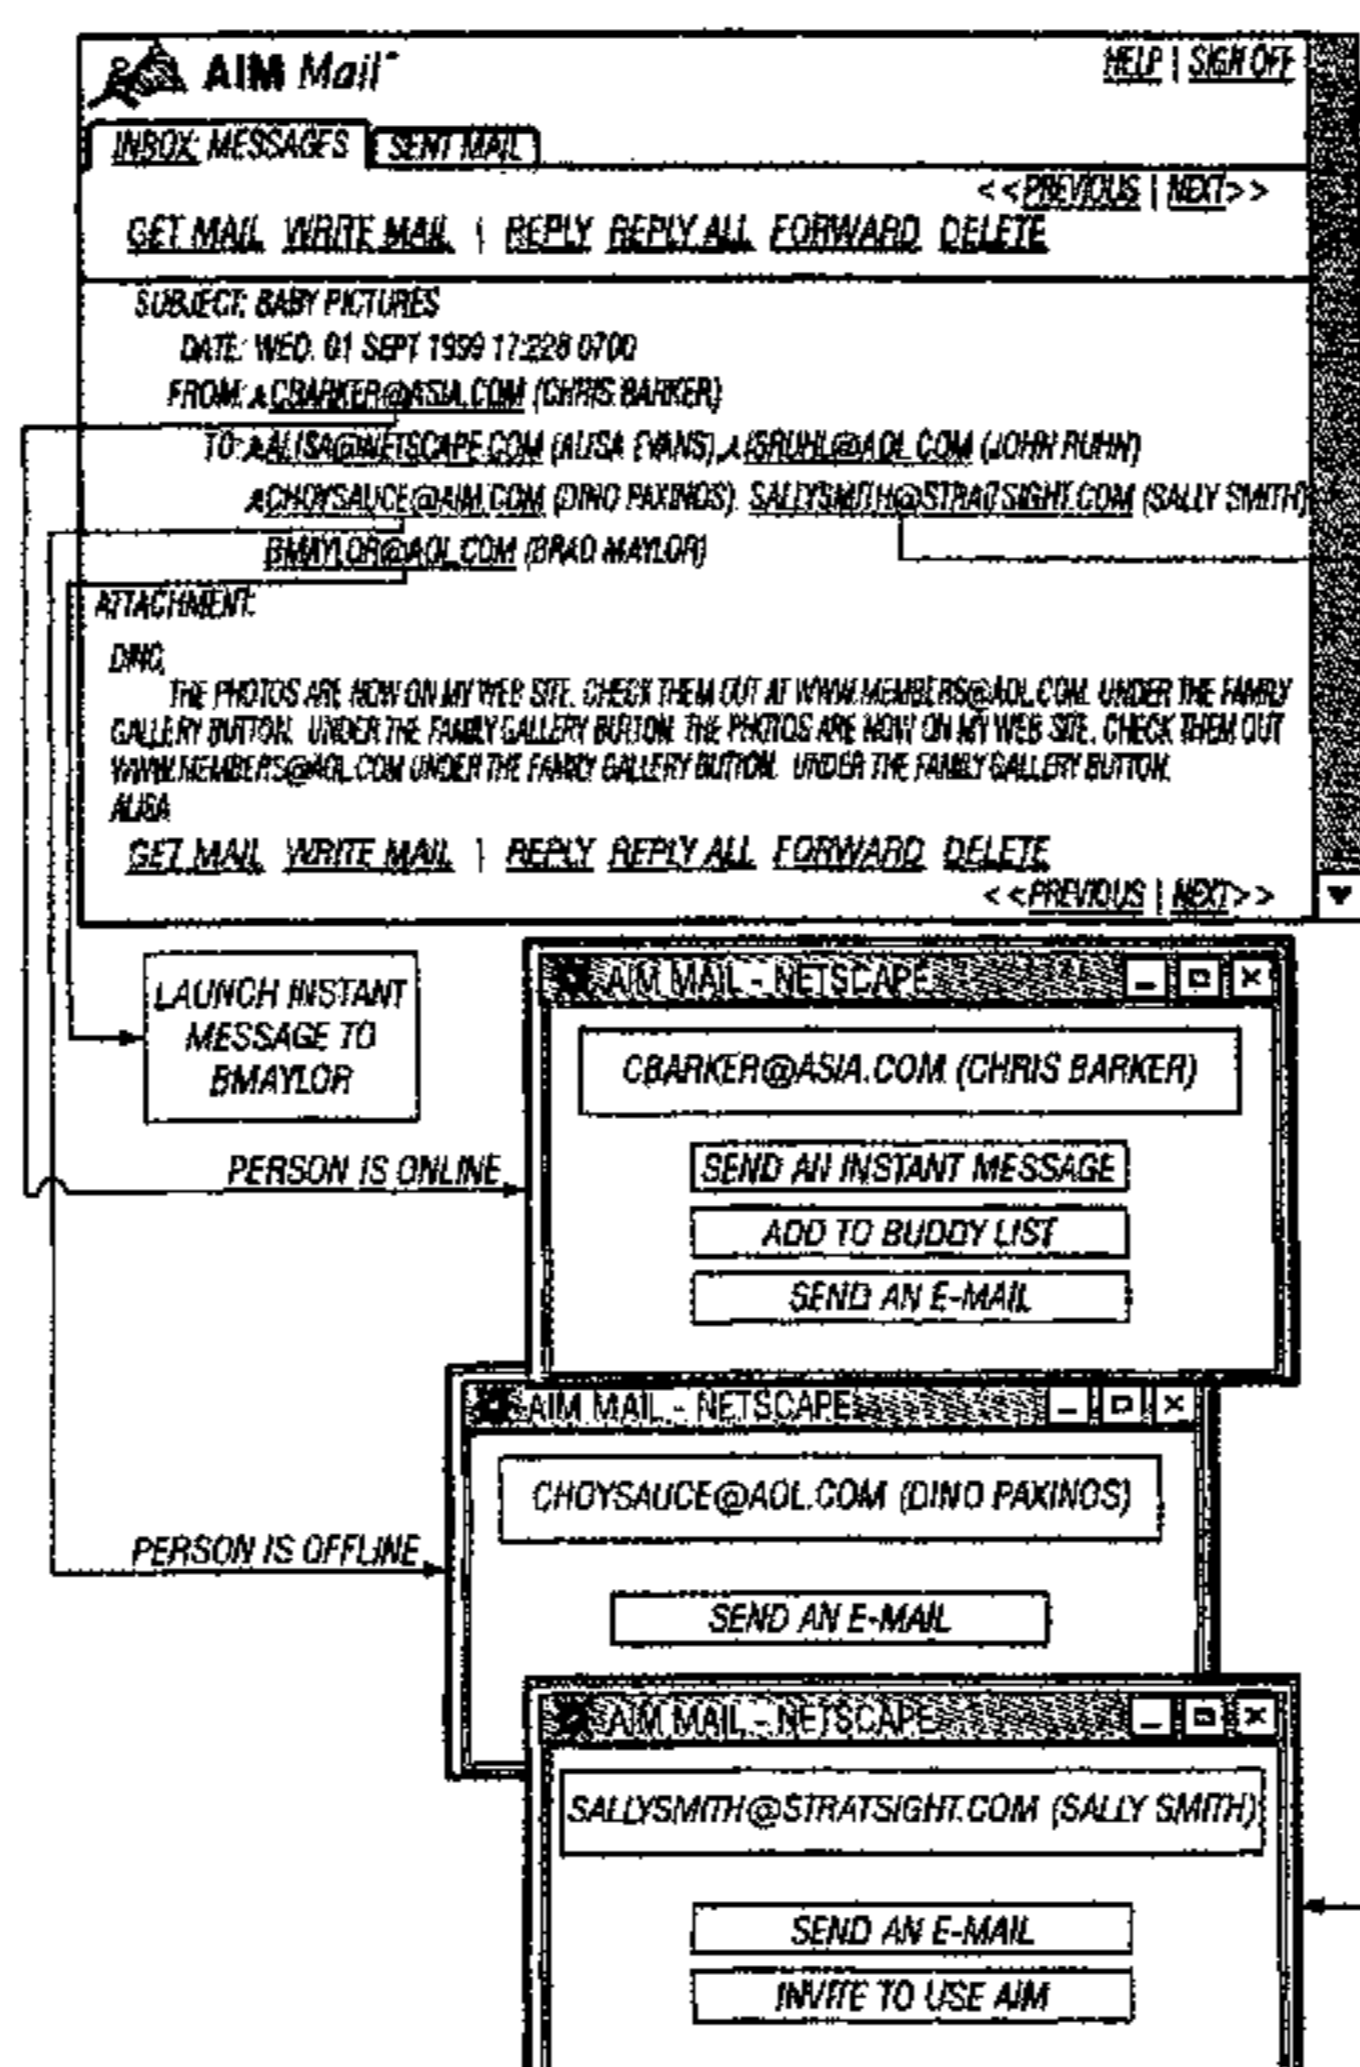 AIM Mail
HELP | SIGN OFF
INBOX: MESSAGES SENT MAIL
<<PREVIOUS | NEXT>>
GET MAIL WRITE MAIL | REPLY REPLY ALL FORWARD DELETE
SUBJECT: BABY PICTURES
DATE: WED. 01 SEPT 1999 17:228 0700
FROM: CBARKER@ASIA.COM (CHRIS BARKER)
TO: ALISA@NETSCAPE.COM (ALISA EVANS), JSRUHL@AOL.COM (JOHN RUHN)
CHOYSAUCE@AIM.COM (DINO PAXINOS). SALLYSMITH@STRATSIGHT.COM (SALLY SMITH)
BMAYLOR@AOL.COM (BRAD MAYLOR)
ATTACHMENT:
DINO,
THE PHOTOS ARE NOW ON MY WEB SITE. CHECK THEM OUT AT WWW.MEMBERS@AOL.COM. UNDER THE FAMILY
GALLERY BUTTON. UNDER THE FAMILY GALLERY BUTTON. THE PHOTOS ARE NOW ON MY WEB SITE. CHECK THEM OUT
WWW.MEMBERS@AOL.COM UNDER THE FAMILY GALLERY BUTTON. UNDER THE FAMILY GALLERY BUTTON.
ALISA
GET MAIL WRITE MAIL | REPLY REPLY ALL FORWARD DELETE
<<PREVIOUS | NEXT>>
LAUNCH INSTANT
MESSAGE TO
BMAYLOR
AIM MAIL - NETSCAPE
CBARKER@ASIA.COM (CHRIS BARKER)
PERSON IS ONLINE
SEND AN INSTANT MESSAGE
ADD TO BUDDY LIST
SEND AN E-MAIL
AIM MAIL - NETSCAPE
CHOYSAUCE@AOL.COM (DINO PAXINOS)
PERSON IS OFFLINE
SEND AN E-MAIL
AIM MAIL - NETSCAPE
SALLYSMITH@STRATSIGHT.COM (SALLY SMITH)
SEND AN E-MAIL
INVITE TO USE AIM